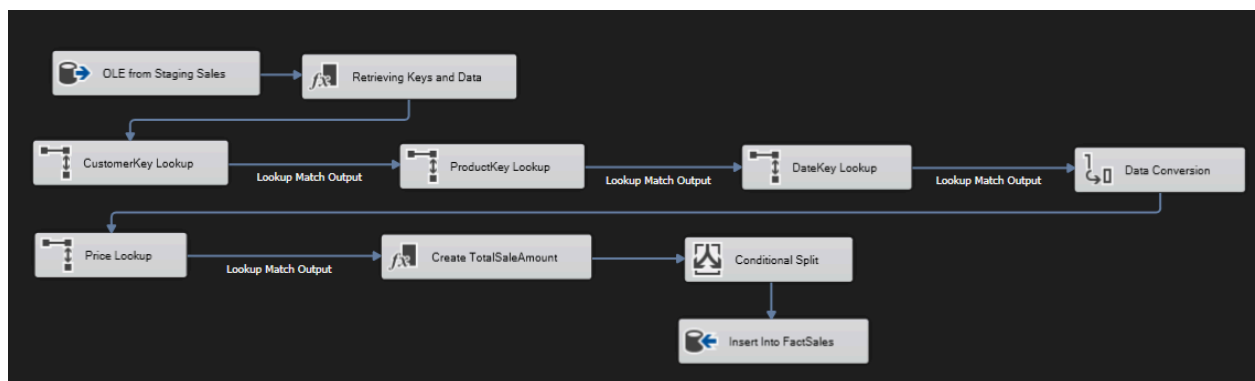 OLE from Staging Sales
Retrieving Keys and Data
CustomerKey Lookup
Lookup Match Output
ProductKey Lookup
Lookup Match Output
DateKey Lookup
Lookup Match Output
Data Conversion
Price Lookup
Lookup Match Output
Create TotalSaleAmount
Conditional Split
Insert Into FactSales